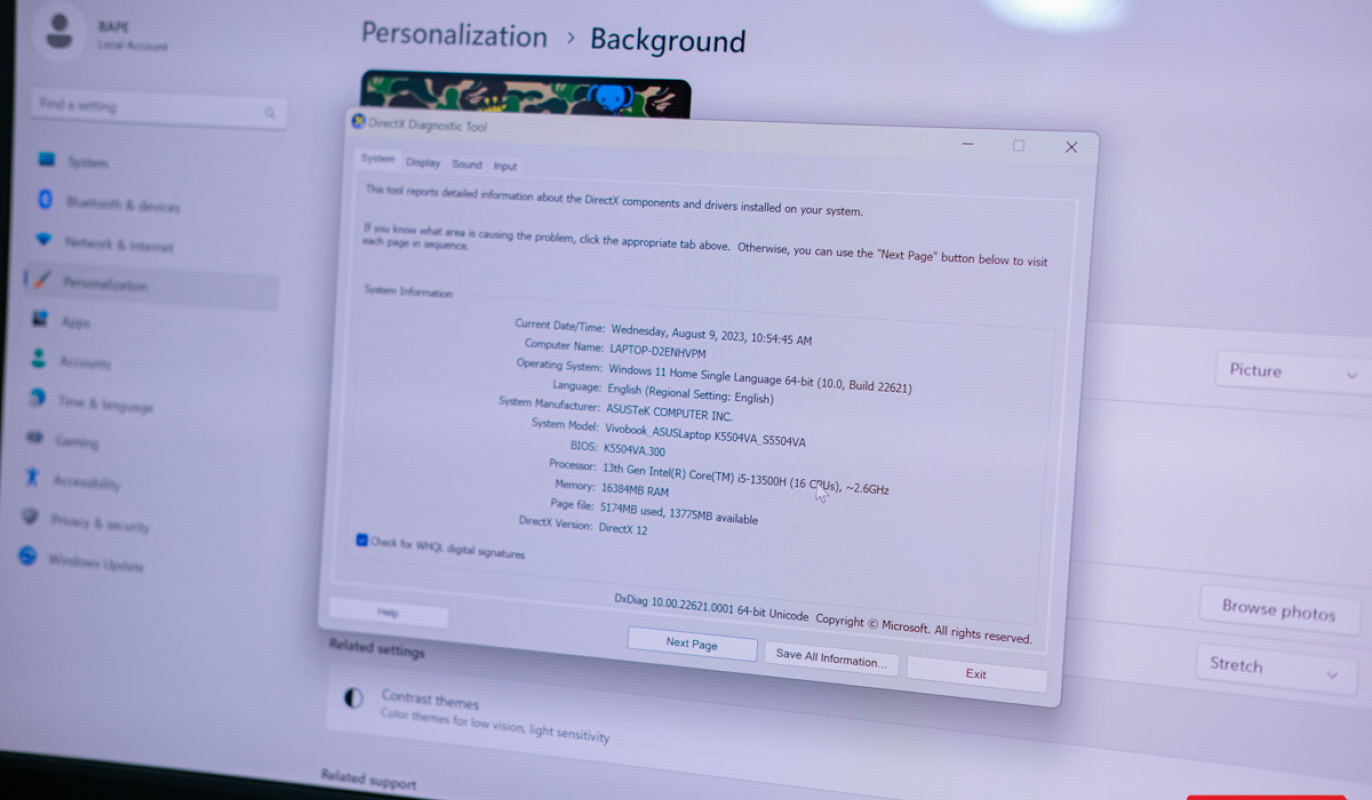 BAPE
Local Account
Find a setting
System
Bluetooth & devices
Network & internet
Personalization
Apps
Accounts
Time & language
Gaming
Accessibility
Privacy & security
Windows Update
Personalization > Background
DirectX Diagnostic Tool
System Display Sound Input
This tool reports detailed information about the DirectX components and drivers installed on your system.
If you know what area is causing the problem, click the appropriate tab above. Otherwise, you can use the "Next Page" button below to visit
each page in sequence.
System Information
Current Date/Time: Wednesday, August 9, 2023, 10:54:45 AM
Computer Name: LAPTOP-D2ENHVPM
Operating System: Windows 11 Home Single Language 64-bit (10.0, Build 22621)
Language: English (Regional Setting: English)
System Manufacturer: ASUSTeK COMPUTER INC.
System Model: Vivobook_ASUSLaptop K5504VA_S5504VA
BIOS: K5504VA.300
Processor: 13th Gen Intel(R) Core(TM) i5-13500H (16 CPUs), ~2.6GHz
Memory: 16384MB RAM
Page file: 5174MB used, 13775MB available
DirectX Version: DirectX 12
Check for WHQL digital signatures
DxDiag 10.00.22621.0001 64-bit Unicode Copyright © Microsoft. All rights reserved.
Help
Next Page
Save All Information...
Exit
Picture
Browse photos
Stretch
Related settings
Contrast themes
Color themes for low vision, light sensitivity
Related support